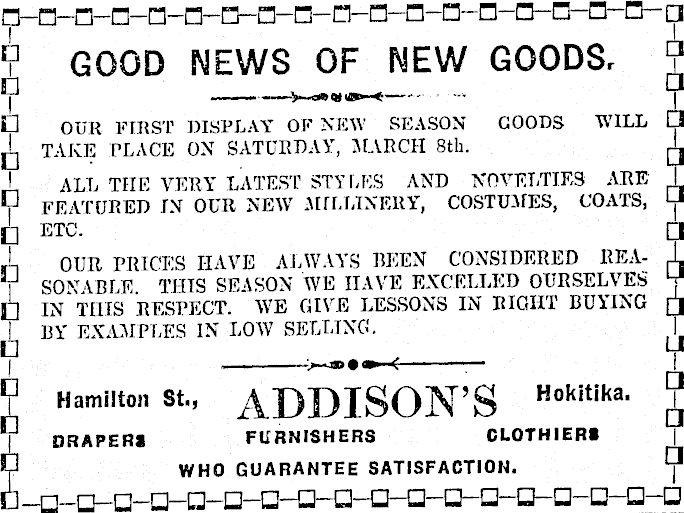 GOOD NEWS OF NEW GOODS.
OUR FIRST DISPLAY OF NEW SEASON GOODS WILL
TAKE PLACE ON SATURDAY, MARCH 8th.
ALL THE VERY LATEST STYLES AND NOVELTIES ARE
FEATURED IN OUR NEW MILLINERY, COSTUMES, COATS,
ETC.
OUR PRICES HAVE ALWAYS BEEN CONSIDERED REA-
SONABLE. THIS SEASON WE HAVE EXCELLED OURSELVES
IN THIS RESPECT. WE GIVE LESSONS IN RIGHT BUYING
BY EXAMPLES IN LOW SELLING.
Hamilton St., ADDISON'S Hokitika.
DRAPERS FURNISHERS CLOTHIERS
WHO GUARANTEE SATISFACTION.